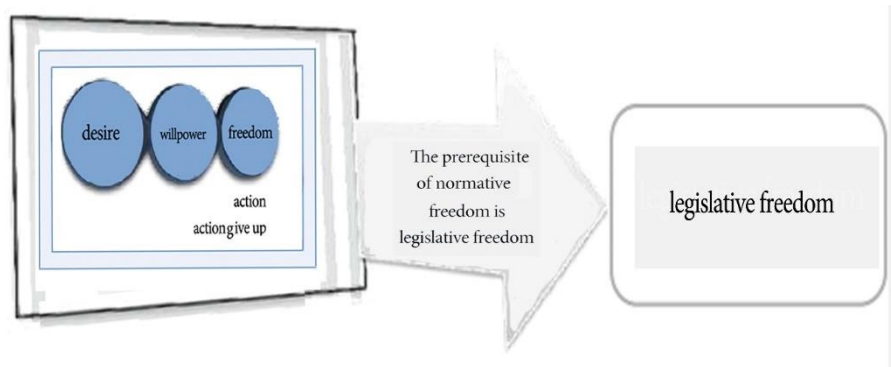 desire
willpower
freedom
action
actiongive up
The prerequisite
of normative
freedom is
legislative freedom
legislative freedom